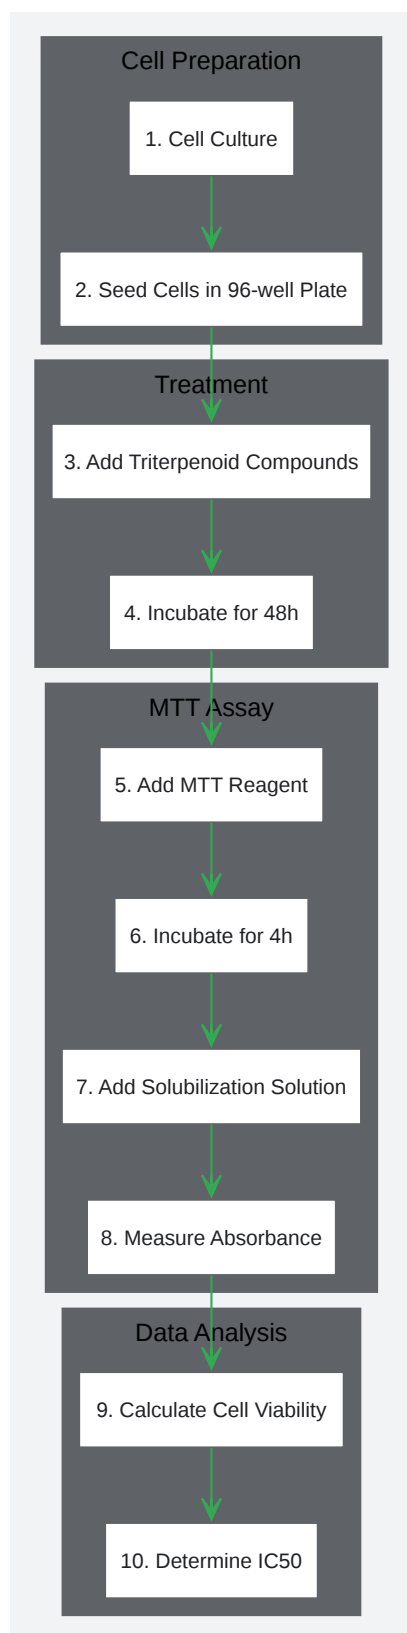 Cell Preparation
1. Cell Culture
2. Seed Cells in 96-well Plate
Treatment
3. Add Triterpenoid Compounds
4. Incubate for 48h
MTT Assay
5. Add MTT Reagent
6. Incubate for 4h
7. Add Solubilization Solution
8. Measure Absorbance
Data Analysis
9. Calculate Cell Viability
10. Determine IC50